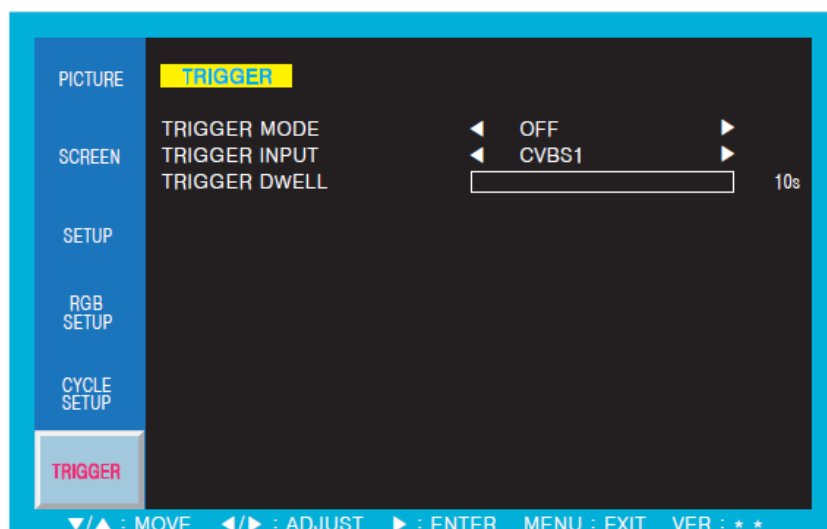 PICTURE
SCREEN
SETUP
RGB
SETUP
CYCLE
SETUP
TRIGGER
TRIGGER
TRIGGER MODE ◀ OFF ▶
TRIGGER INPUT ◀ CVBS1 ▶
TRIGGER DWELL 10s
▼/▲ : MOVE ◀/▶ : ADJUST ▶ : ENTER MENU : EXIT VER : * *